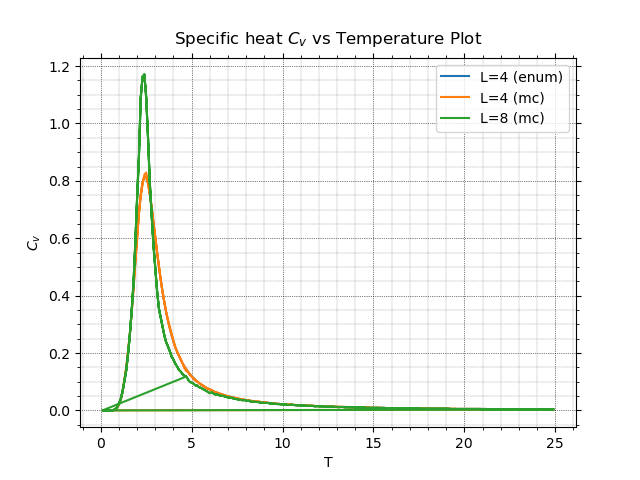 Specific heat $C_v$ vs Temperature Plot
L=4 (enum)
L=4 (mc)
L=8 (mc)
1.2
1.0
0.8
0.6
0.4
0.2
0.0
$C_v$
0 5 10 15 20 25
T